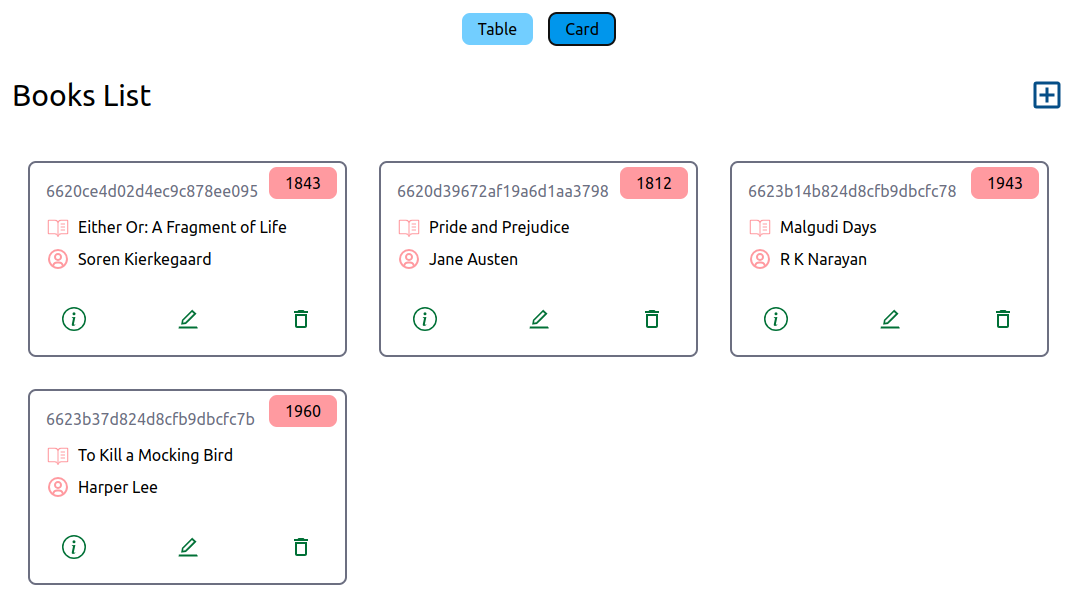 Table
Card
Books List
6620ce4d02d4ec9c878ee095
1843
Either Or: A Fragment of Life
Soren Kierkegaard
6620d39672af19a6d1aa3798
1812
Pride and Prejudice
Jane Austen
6623b14b824d8cfb9dbcfc78
1943
Malgudi Days
R K Narayan
6623b37d824d8cfb9dbcfc7b
1960
To Kill a Mocking Bird
Harper Lee